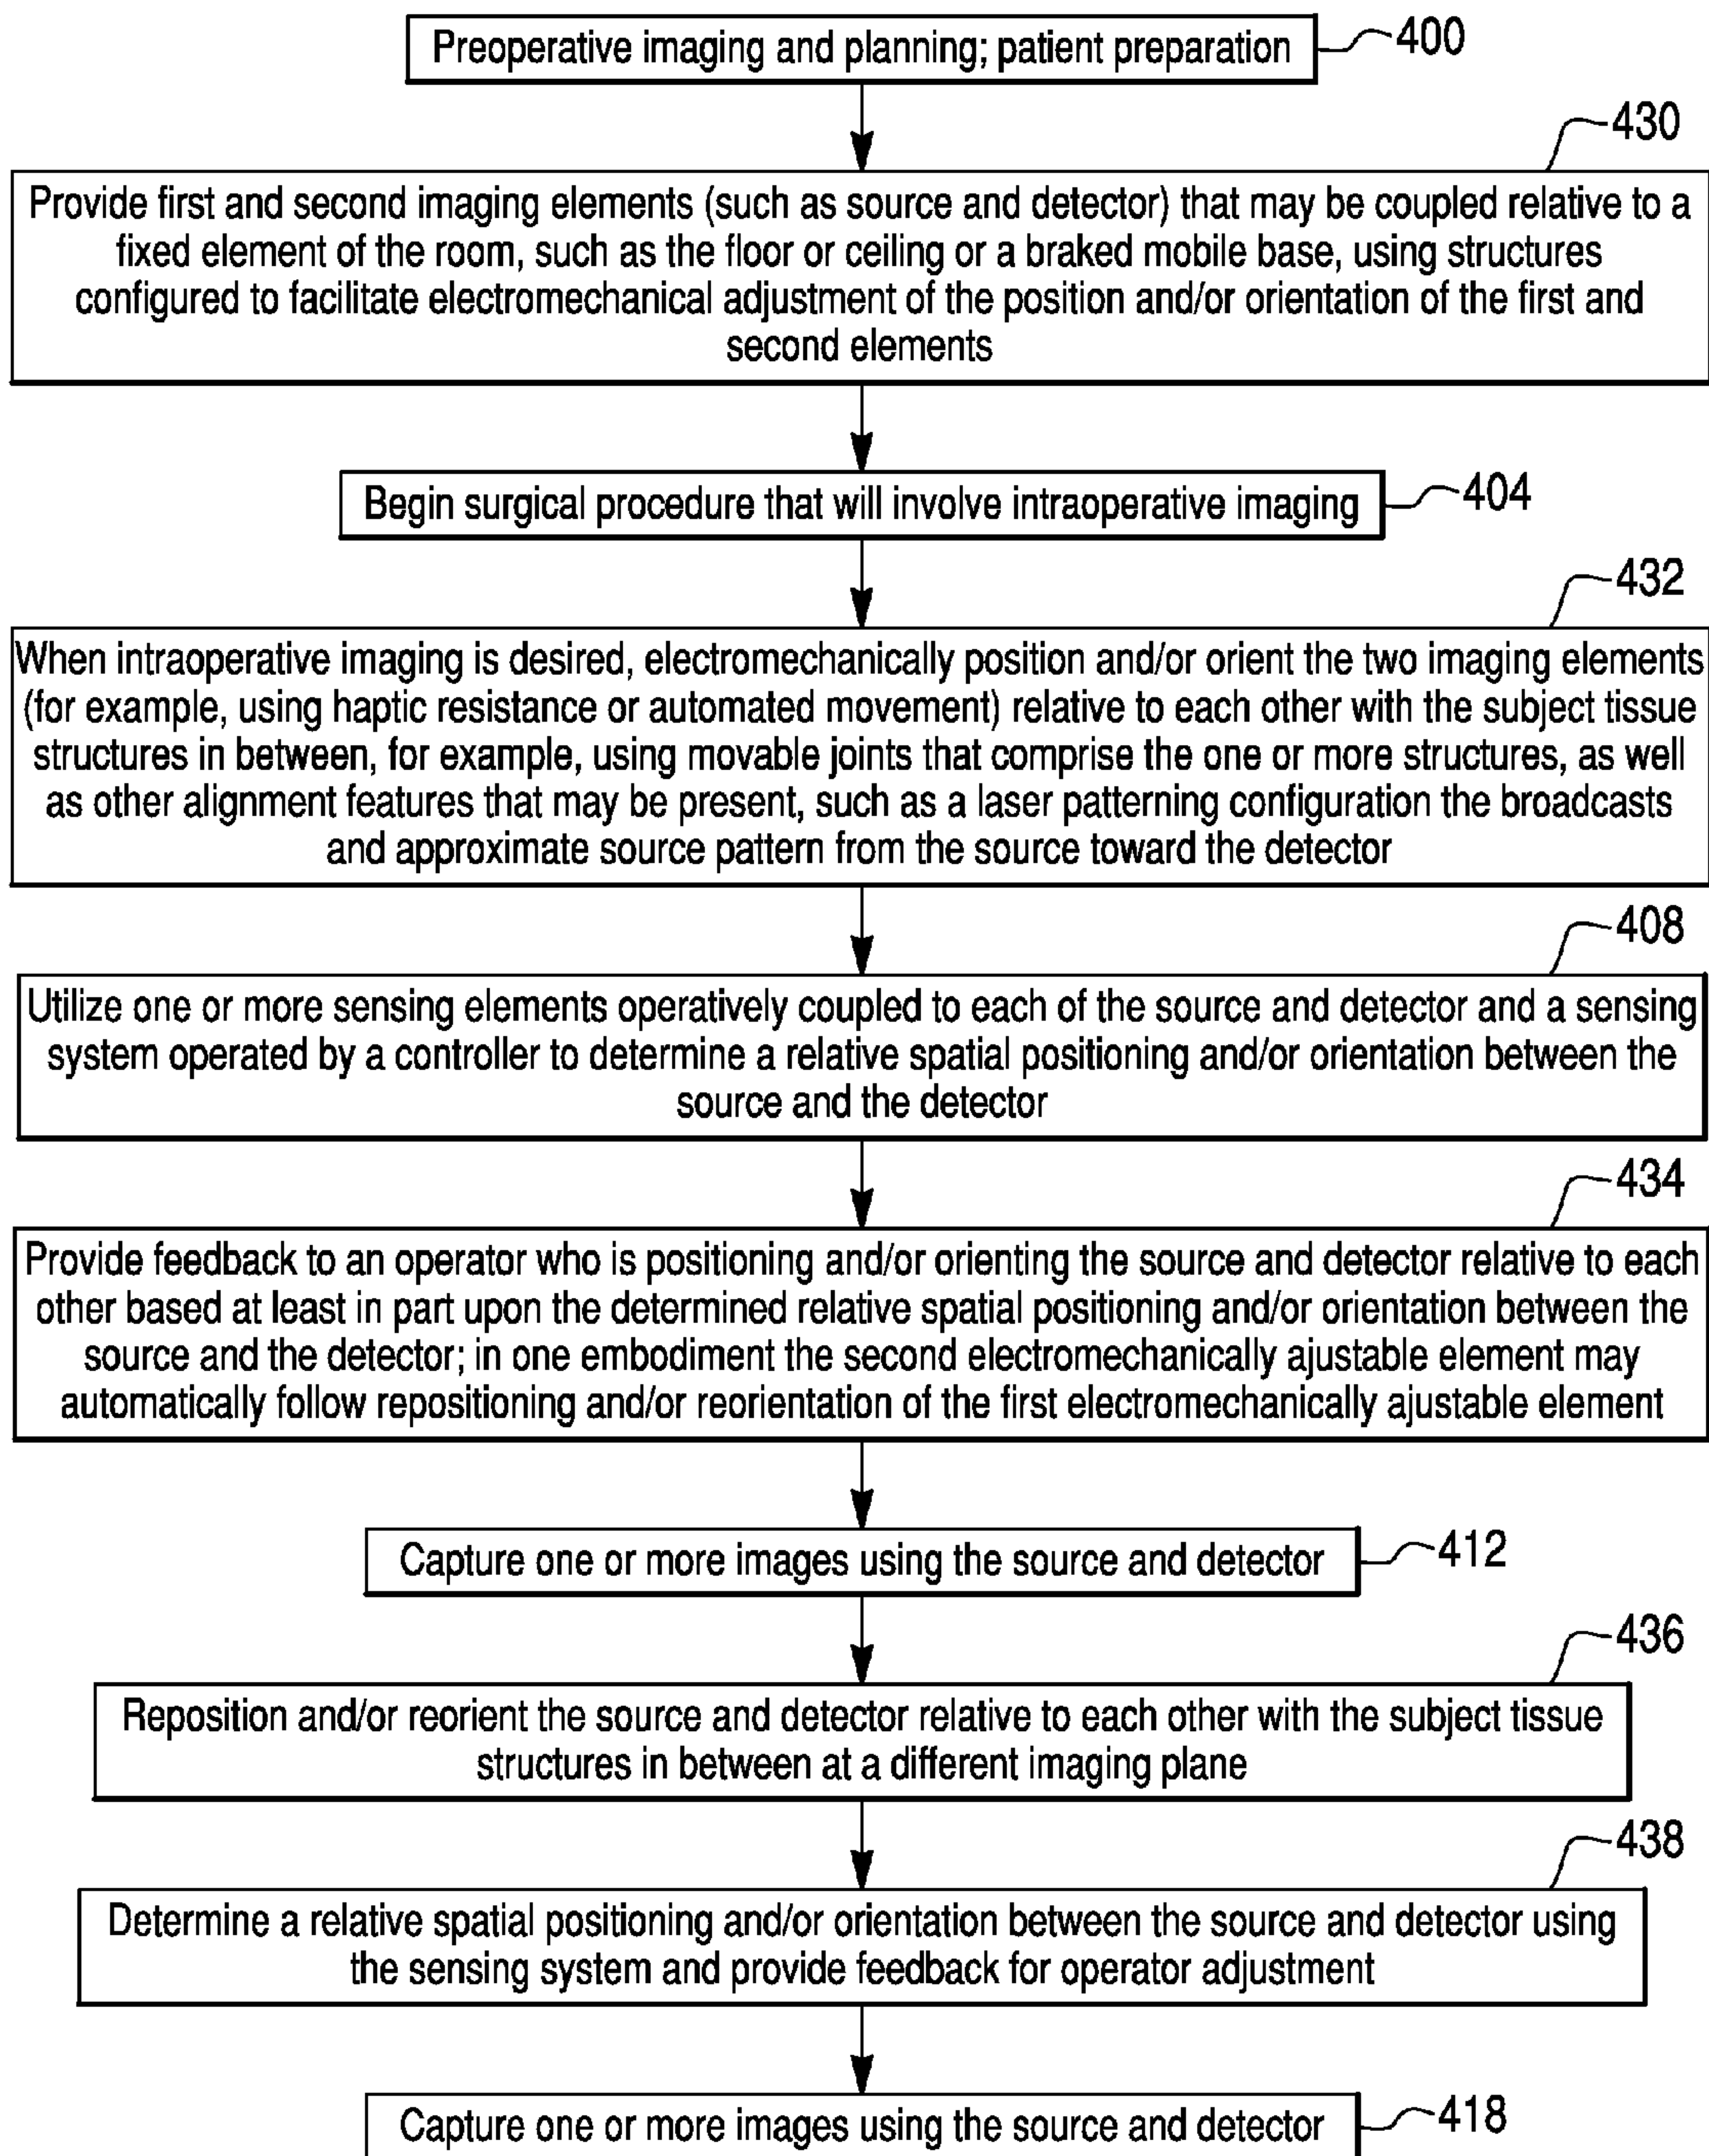 Preoperative imaging and planning; patient preparation
400
430
Provide first and second imaging elements (such as source and detector) that may be coupled relative to a
fixed element of the room, such as the floor or ceiling or a braked mobile base, using structures
configured to facilitate electromechanical adjustment of the position and/or orientation of the first and
second elements
Begin surgical procedure that will involve intraoperative imaging
404
432
When intraoperative imaging is desired, electromechanically position and/or orient the two imaging elements
(for example, using haptic resistance or automated movement) relative to each other with the subject tissue
structures in between, for example, using movable joints that comprise the one or more structures, as well
as other alignment features that may be present, such as a laser patterning configuration the broadcasts
and approximate source pattern from the source toward the detector
408
Utilize one or more sensing elements operatively coupled to each of the source and detector and a sensing
system operated by a controller to determine a relative spatial positioning and/or orientation between the
source and the detector
434
Provide feedback to an operator who is positioning and/or orienting the source and detector relative to each
other based at least in part upon the determined relative spatial positioning and/or orientation between the
source and the detector; in one embodiment the second electromechanically ajustable element may
automatically follow repositioning and/or reorientation of the first electromechanically ajustable element
Capture one or more images using the source and detector
412
436
Reposition and/or reorient the source and detector relative to each other with the subject tissue
structures in between at a different imaging plane
438
Determine a relative spatial positioning and/or orientation between the source and detector using
the sensing system and provide feedback for operator adjustment
Capture one or more images using the source and detector
418